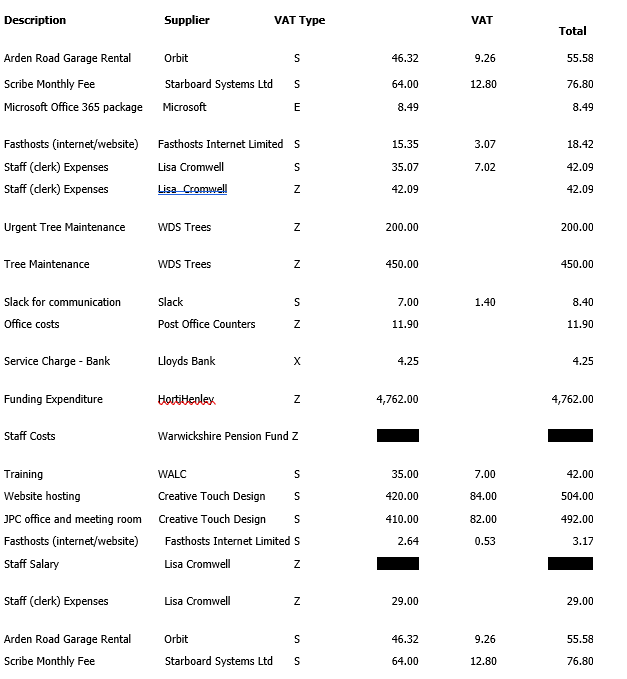 Description Supplier VAT Type VAT Total
Arden Road Garage Rental Orbit S 46.32 9.26 55.58
Scribe Monthly Fee Starboard Systems Ltd S 64.00 12.80 76.80
Microsoft Office 365 package Microsoft E 8.49 8.49
Fasthosts (internet/website) Fasthosts Internet Limited S 15.35 3.07 18.42
Staff (clerk) Expenses Lisa Cromwell S 35.07 7.02 42.09
Staff (clerk) Expenses Lisa Cromwell Z 42.09 42.09
Urgent Tree Maintenance WDS Trees Z 200.00 200.00
Tree Maintenance WDS Trees Z 450.00 450.00
Slack for communication Slack S 7.00 1.40 8.40
Office costs Post Office Counters Z 11.90 11.90
Service Charge - Bank Lloyds Bank X 4.25 4.25
Funding Expenditure HortiHenley Z 4,762.00 4,762.00
Staff Costs Warwickshire Pension Fund Z
Training WALC S 35.00 7.00 42.00
Website hosting Creative Touch Design S 420.00 84.00 504.00
JPC office and meeting room Creative Touch Design S 410.00 82.00 492.00
Fasthosts (internet/website) Fasthosts Internet Limited S 2.64 0.53 3.17
Staff Salary Lisa Cromwell Z
Staff (clerk) Expenses Lisa Cromwell Z 29.00 29.00
Arden Road Garage Rental Orbit S 46.32 9.26 55.58
Scribe Monthly Fee Starboard Systems Ltd S 64.00 12.80 76.80